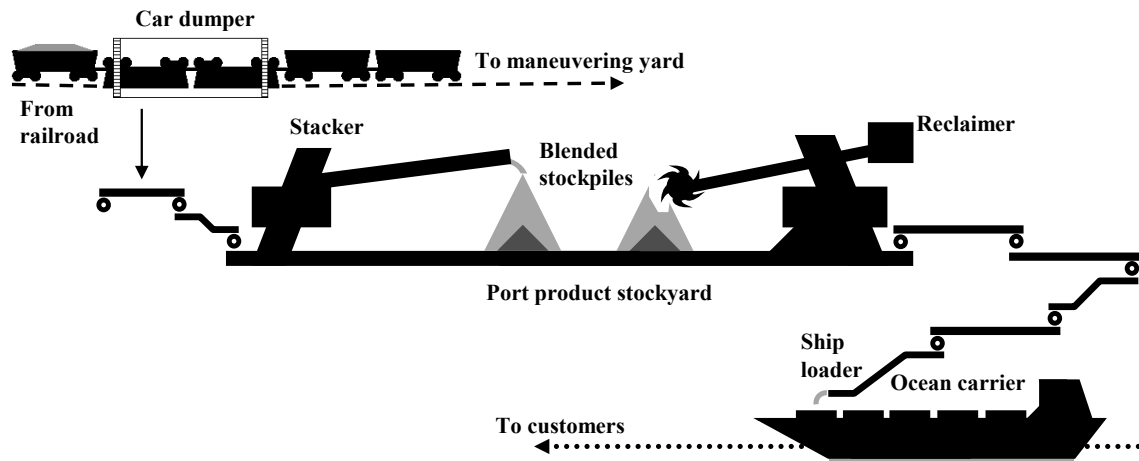 Car dumper
To maneuvering yard
From
railroad
Stacker
Blended
stockpiles
Reclaimer
Port product stockyard
Ship
loader
Ocean carrier
To customers